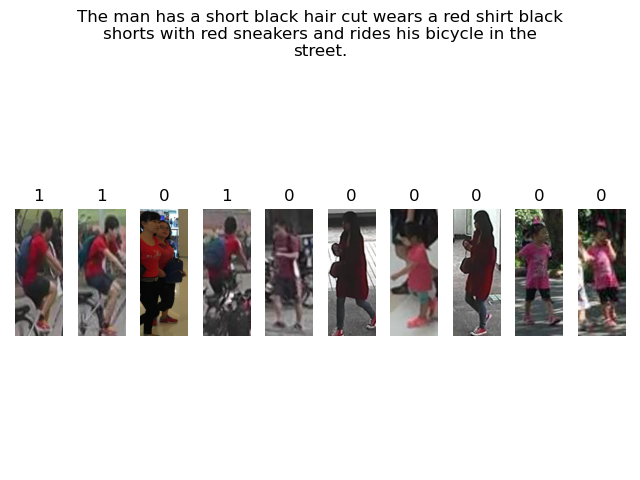 The man has a short black hair cut wears a red shirt black
shorts with red sneakers and rides his bicycle in the
street.
1 1 0 1 0 0 0 0 0 0